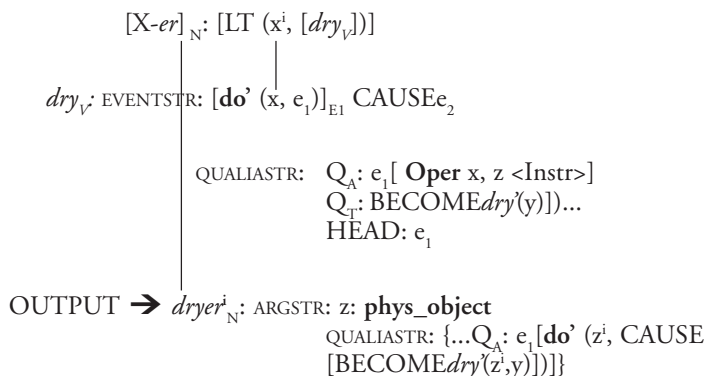 [X-er] N: [LT (xⁱ, [dryV])]
dryV: EVENTSTR: [do’ (x, e₁)]E1 CAUSEe₂
QUALIASTR: QA: e₁[ Oper x, z <Instr>]
QT: BECOMEdry’(y)])...
HEAD: e₁
OUTPUT ➔ dryerⁱN: ARGSTR: z: phys_object
QUALIASTR: {...QA: e₁[do’ (zⁱ, CAUSE
[BECOMEdry’(zⁱ,y)])]}